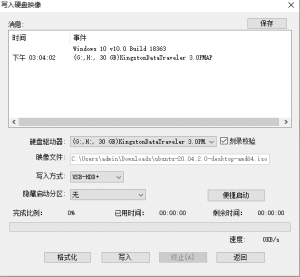 写入硬盘映像
消息:
保存
时间 事件
Windows 10 v10.0 Build 18363
下午 03:04:02 (G:,H:, 30 GB)KingstonDataTraveler 3.0PMAP
硬盘驱动器: (G:,H:, 30 GB)KingstonDataTraveler 3.0PM 刻录校验
映像文件: C:\Users\admin\Downloads\ubuntu-20.04.2.0-desktop-amd64.iso
写入方式: USB-HDD+
隐藏启动分区: 无 便捷启动
完成比例: 0% 已用时间: 00:00:00 剩余时间: 00:00:00
速度: 0KB/s
格式化 写入 终止[A] 返回